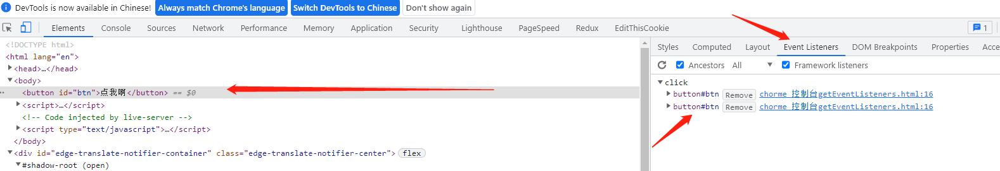 DevTools is now available in Chinese! Always match Chrome's language Switch DevTools to Chinese Don't show again
Elements Console Sources Network Performance Memory Application Security Lighthouse PageSpeed Redux EditThisCookie 1
<!DOCTYPE html>
<html lang="en">
<head>…</head>
<body>
<button id="btn">点我啊</button> == $0
<script>…</script>
<!-- Code injected by live-server -->
<script type="text/javascript">…</script>
</body>
<div id="edge-translate-notifier-container" class="edge-translate-notifier-center"> flex
#shadow-root (open)
Styles Computed Layout Event Listeners DOM Breakpoints Properties Acce
Ancestors All Framework listeners
click
button#btn Remove chorme 控制台getEventListeners.html:16
button#btn Remove chorme 控制台getEventListeners.html:16